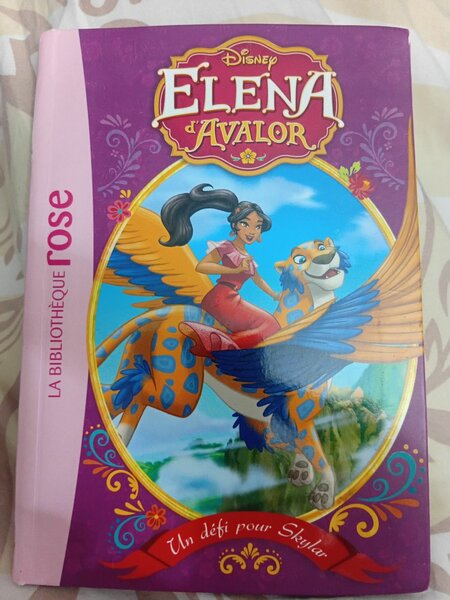 Disney
ELENA
d'AVALOR
LA BIBLIOTHÈQUE rose
Un défi pour Skylar